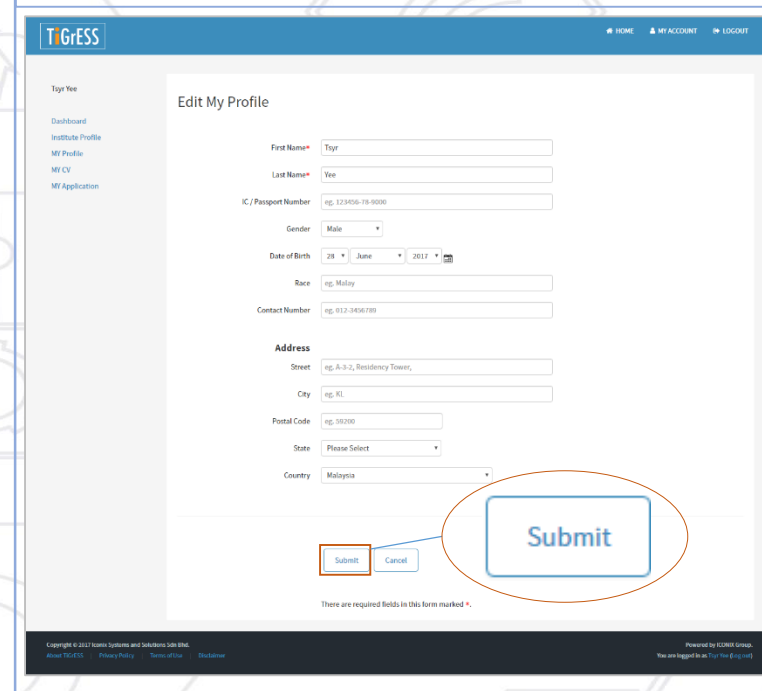 TiGrESS
HOME MY ACCOUNT LOGOUT
Tsyr Yee
Dashboard
Institute Profile
MY Profile
MY CV
MY Application
Edit My Profile
First Name* Tsyr
Last Name* Yee
IC / Passport Number eg, 123456-78-9000
Gender Male
Date of Birth 28 June 2017
Race eg. Malay
Contact Number eg, 012-3456789
Address
Street eg. A-3-2, Residency Tower,
City eg. KL
Postal Code eg. 50200
State Please Select
Country Malaysia
Submit
Submit Cancel
There are required fields in this form marked *.
Copyright © 2017 Iconix Systems and Solutions Sdn Bhd.
About TiGrESS | Privacy Policy | Terms of Use | Disclaimer
Powered by ICONIX Group.
You are logged in as Tsyr Yee (Log out)